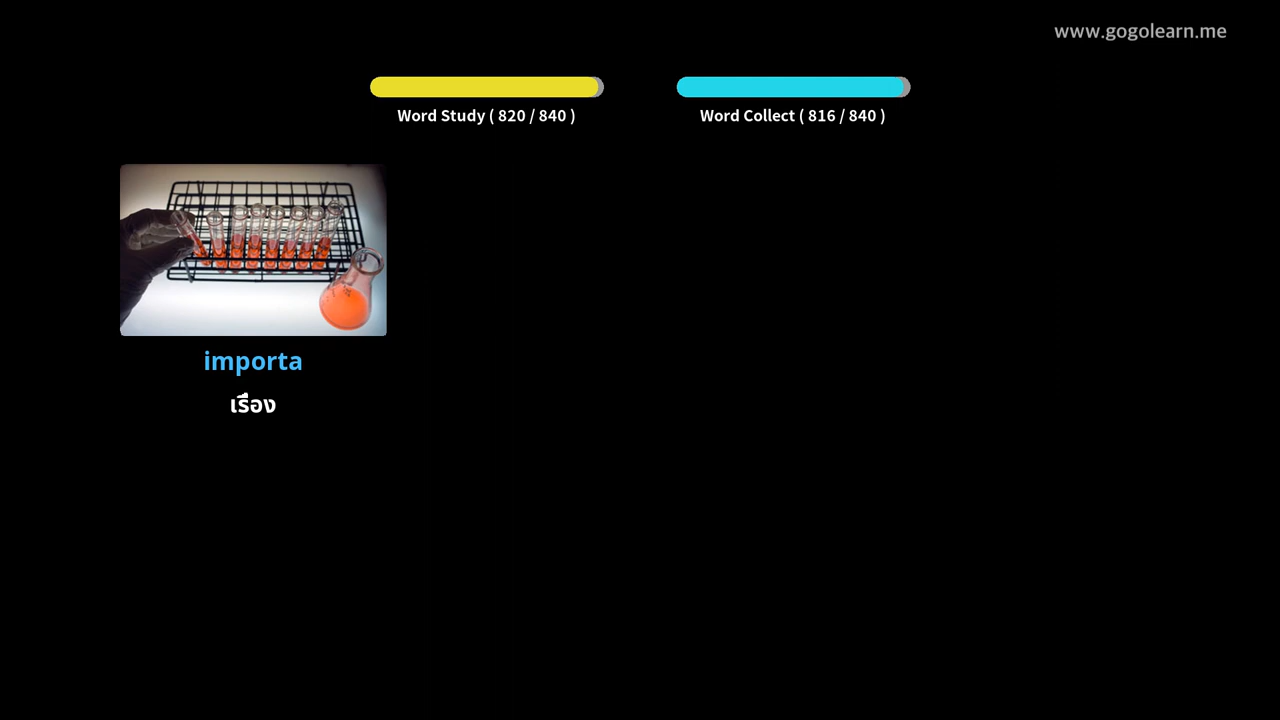 www.gogolearn.me
Word Study ( 820 / 840 )
Word Collect ( 816 / 840 )
importa
เรื่อง